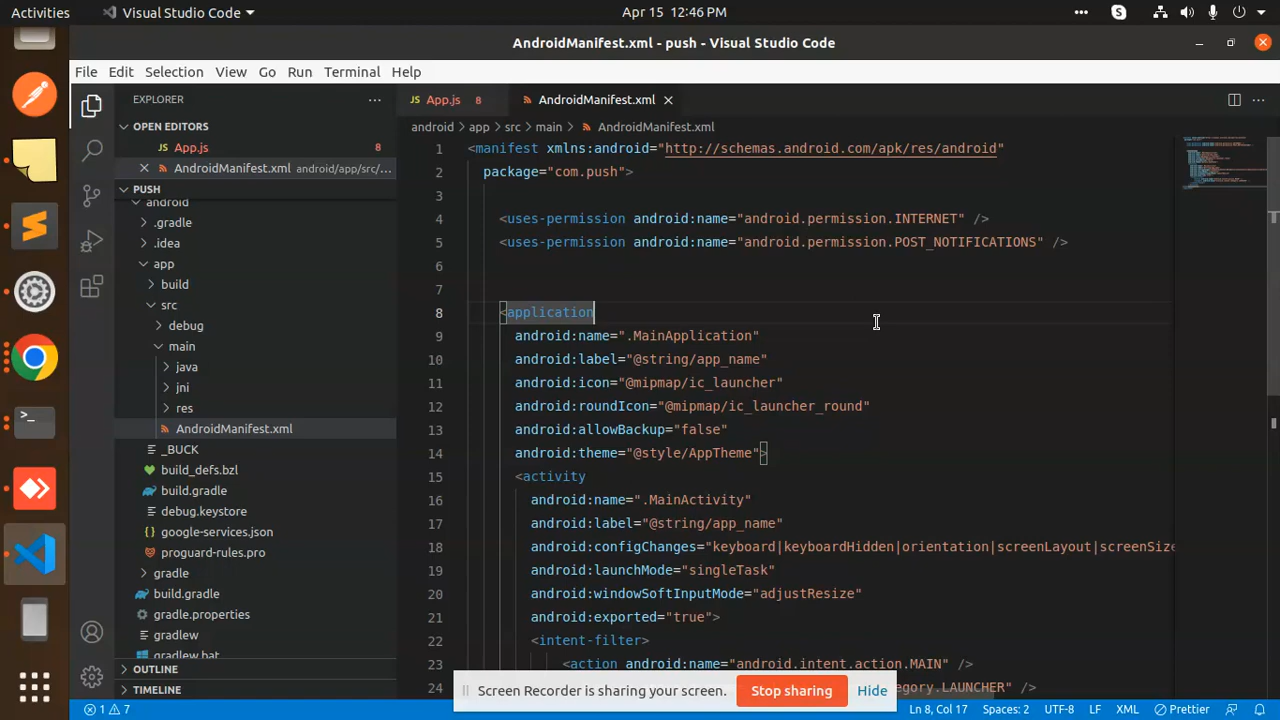 Activities
Visual Studio Code
Apr 15 12:46 PM
AndroidManifest.xml - push - Visual Studio Code
File Edit Selection View Go Run Terminal Help
EXPLORER
OPEN EDITORS
App.js 8
AndroidManifest.xml android/app/src/...
PUSH
android
.gradle
.idea
app
build
src
debug
main
java
jni
res
AndroidManifest.xml
_BUCK
build_defs.bzl
build.gradle
debug.keystore
google-services.json
proguard-rules.pro
gradle
build.gradle
gradle.properties
gradlew
gradlew.bat
OUTLINE
TIMELINE
App.js 8 AndroidManifest.xml
android > app > src > main > AndroidManifest.xml
1 <manifest xmlns:android="http://schemas.android.com/apk/res/android"
2 package="com.push">
3
4 <uses-permission android:name="android.permission.INTERNET" />
5 <uses-permission android:name="android.permission.POST_NOTIFICATIONS" />
6
7
8 <application
9 android:name=".MainApplication"
10 android:label="@string/app_name"
11 android:icon="@mipmap/ic_launcher"
12 android:roundIcon="@mipmap/ic_launcher_round"
13 android:allowBackup="false"
14 android:theme="@style/AppTheme">
15 <activity
16 android:name=".MainActivity"
17 android:label="@string/app_name"
18 android:configChanges="keyboard|keyboardHidden|orientation|screenLayout|screenSize
19 android:launchMode="singleTask"
20 android:windowSoftInputMode="adjustResize"
21 android:exported="true">
22 <intent-filter>
23 <action android:name="android.intent.action.MAIN" />
24 egory.LAUNCHER" />
Screen Recorder is sharing your screen. Stop sharing Hide
1 7 Ln 8, Col 17 Spaces: 2 UTF-8 LF XML Prettier